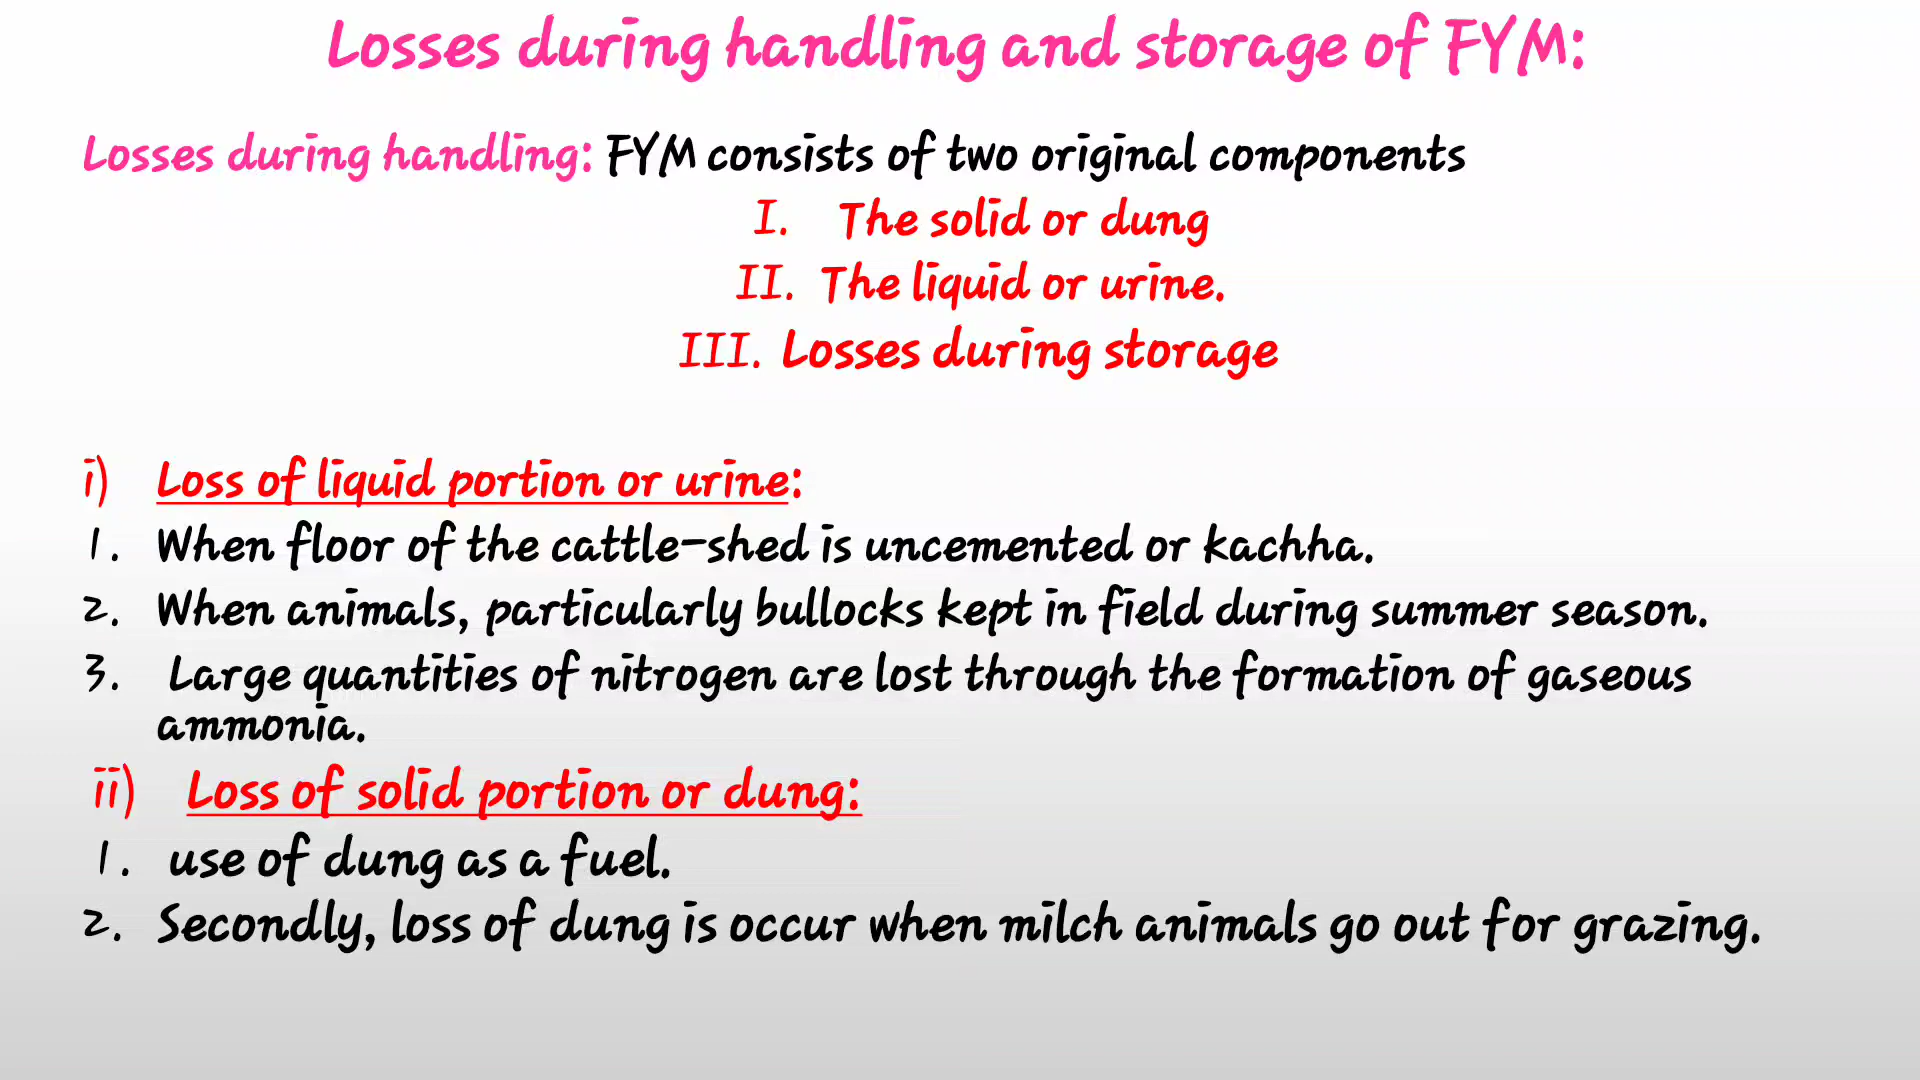 Losses during handling and storage of FYM:
Losses during handling: FYM consists of two original components
I. The solid or dung
II. The liquid or urine.
III. Losses during storage
i) Loss of liquid portion or urine:
1. When floor of the cattle-shed is uncemented or kachha.
2. When animals, particularly bullocks kept in field during summer season.
3. Large quantities of nitrogen are lost through the formation of gaseous
ammonia.
ii) Loss of solid portion or dung:
1. use of dung as a fuel.
2. Secondly, loss of dung is occur when milch animals go out for grazing.